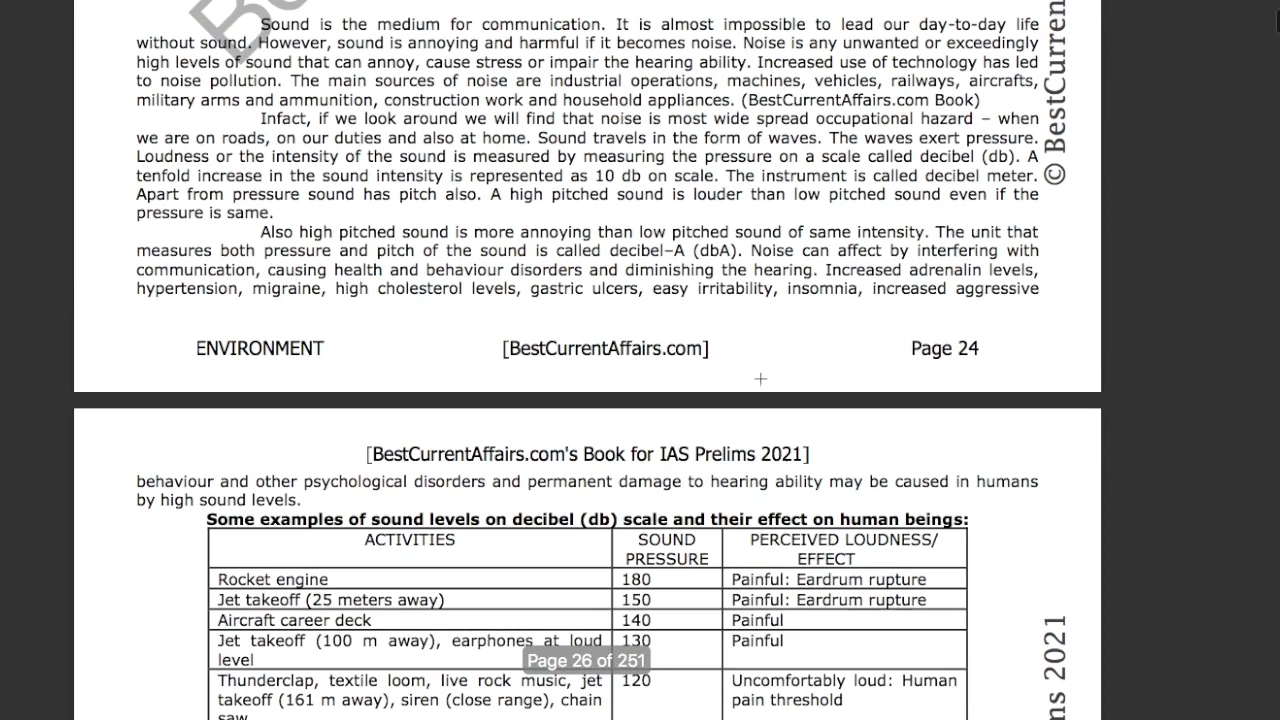 Sound is the medium for communication. It is almost impossible to lead our day-to-day life
without sound. However, sound is annoying and harmful if it becomes noise. Noise is any unwanted or exceedingly
high levels of sound that can annoy, cause stress or impair the hearing ability. Increased use of technology has led
to noise pollution. The main sources of noise are industrial operations, machines, vehicles, railways, aircrafts,
military arms and ammunition, construction work and household appliances. (BestCurrentAffairs.com Book)
Infact, if we look around we will find that noise is most wide spread occupational hazard – when
we are on roads, on our duties and also at home. Sound travels in the form of waves. The waves exert pressure.
Loudness or the intensity of the sound is measured by measuring the pressure on a scale called decibel (db). A
tenfold increase in the sound intensity is represented as 10 db on scale. The instrument is called decibel meter.
Apart from pressure sound has pitch also. A high pitched sound is louder than low pitched sound even if the
pressure is same.
Also high pitched sound is more annoying than low pitched sound of same intensity. The unit that
measures both pressure and pitch of the sound is called decibel–A (dbA). Noise can affect by interfering with
communication, causing health and behaviour disorders and diminishing the hearing. Increased adrenalin levels,
hypertension, migraine, high cholesterol levels, gastric ulcers, easy irritability, insomnia, increased aggressive
© BestCurren
ENVIRONMENT [BestCurrentAffairs.com] Page 24
[BestCurrentAffairs.com's Book for IAS Prelims 2021]
behaviour and other psychological disorders and permanent damage to hearing ability may be caused in humans
by high sound levels.
Some examples of sound levels on decibel (db) scale and their effect on human beings:
ACTIVITIES SOUND PERCEIVED LOUDNESS/
PRESSURE EFFECT
Rocket engine 180 Painful: Eardrum rupture
Jet takeoff (25 meters away) 150 Painful: Eardrum rupture
Aircraft career deck 140 Painful
Jet takeoff (100 m away), earphones at loud 130 Painful
level
Page 26 of 251
Thunderclap, textile loom, live rock music, jet 120 Uncomfortably loud: Human
takeoff (161 m away), siren (close range), chain pain threshold
saw
ms 2021